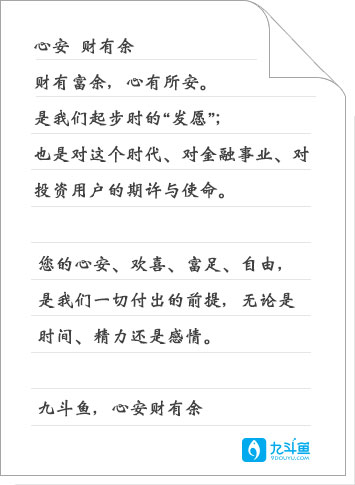 心安 财有余
财有富余，心有所安。
是我们起步时的“发愿”；
也是对这个时代、对金融事业、对
投资用户的期许与使命。
您的心安、欢喜、富足、自由，
是我们一切付出的前提，无论是
时间、精力还是感情。
九斗鱼，心安财有余
九斗鱼
9DOUYU.COM